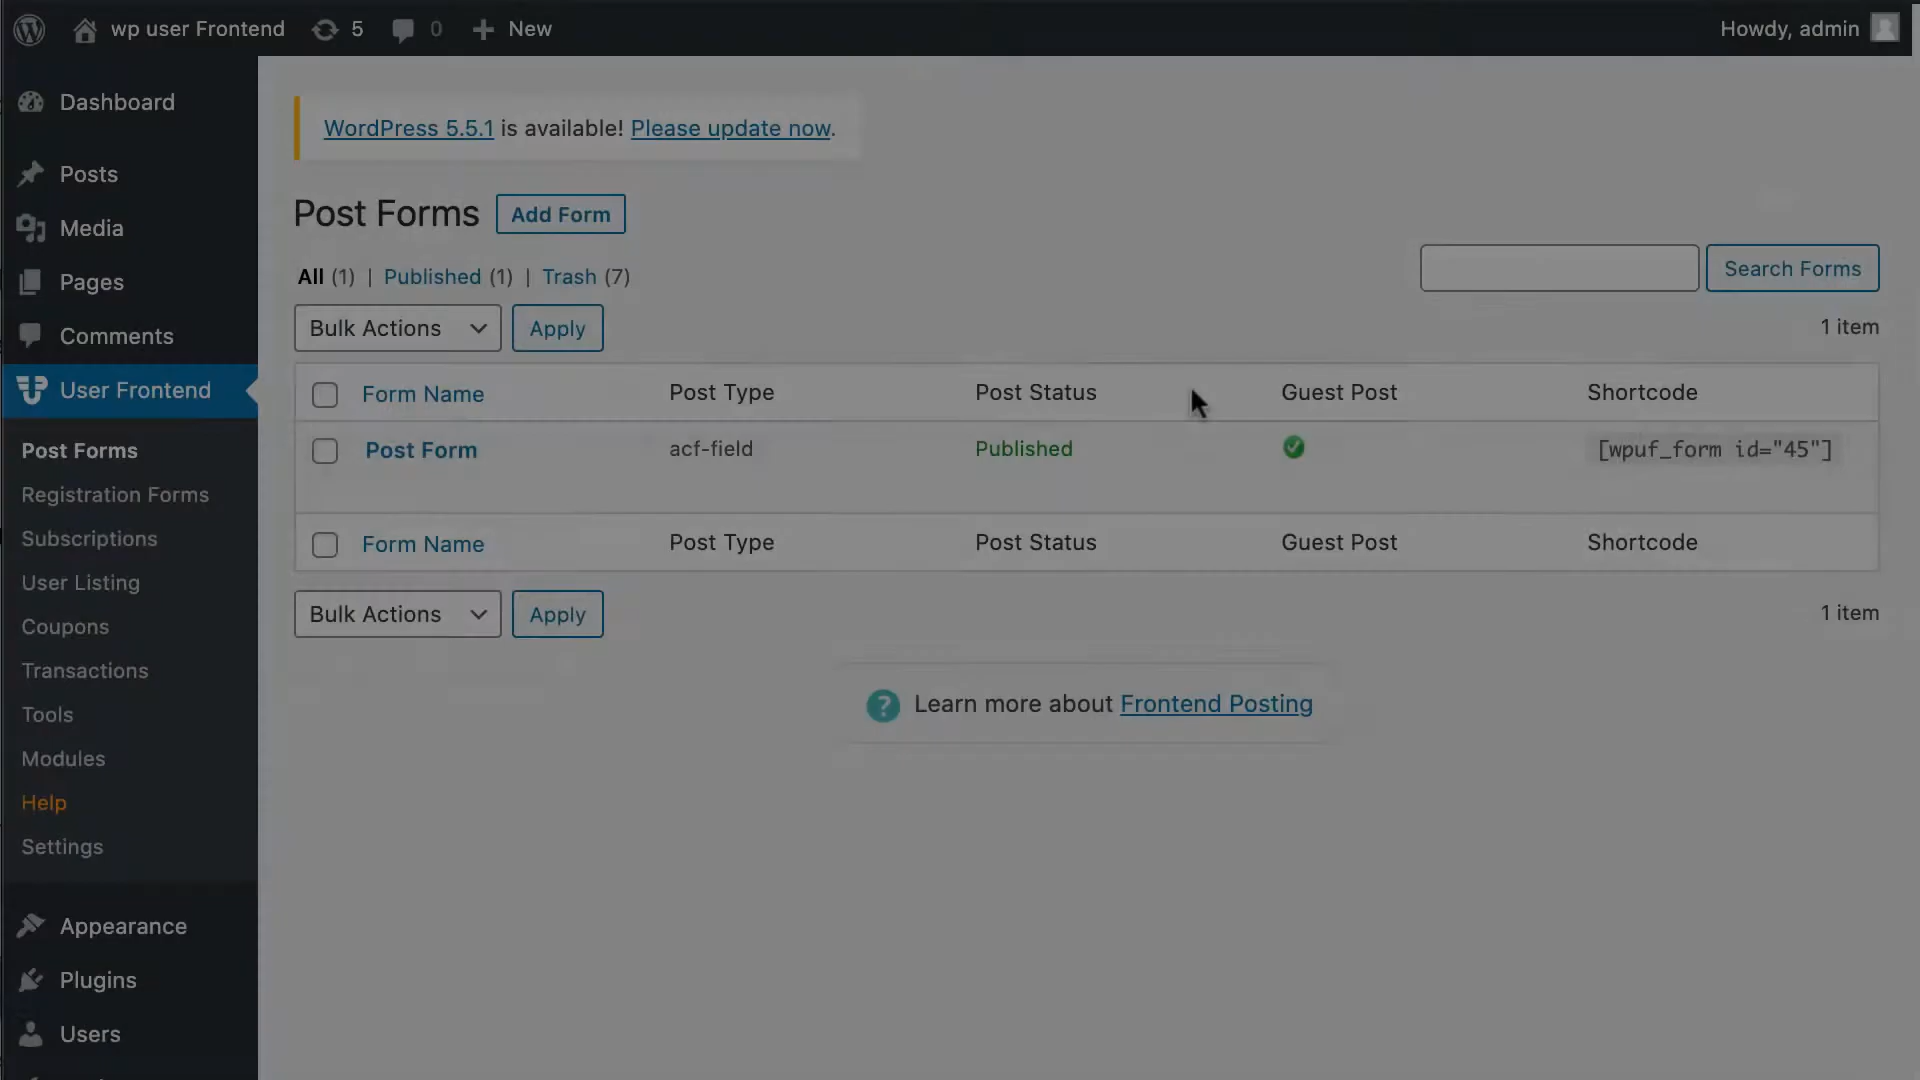 wp user Frontend 5 0 New Howdy, admin
Dashboard
Posts
Media
Pages
Comments
User Frontend
Post Forms
Registration Forms
Subscriptions
User Listing
Coupons
Transactions
Tools
Modules
Help
Settings
Appearance
Plugins
Users
WordPress 5.5.1 is available! Please update now.
Post Forms Add Form
All (1) | Published (1) | Trash (7)
Search Forms
Bulk Actions Apply 1 item
Form Name Post Type Post Status Guest Post Shortcode
Post Form acf-field Published [wpuf_form id="45"]
Form Name Post Type Post Status Guest Post Shortcode
Bulk Actions Apply 1 item
? Learn more about Frontend Posting